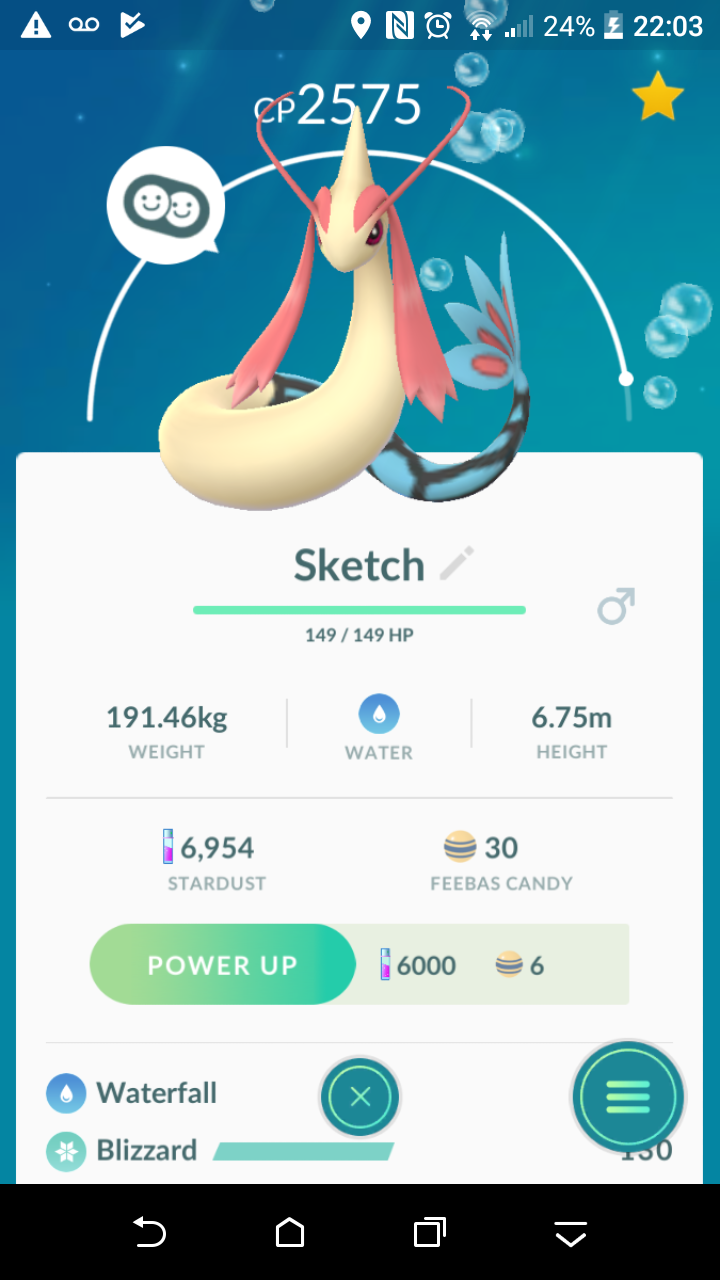 24% 22:03
CP2575
Sketch
149 / 149 HP
191.46kg 6.75m
WEIGHT WATER HEIGHT
6,954 30
STARDUST FEEBAS CANDY
POWER UP 6000 6
Waterfall
Blizzard 130